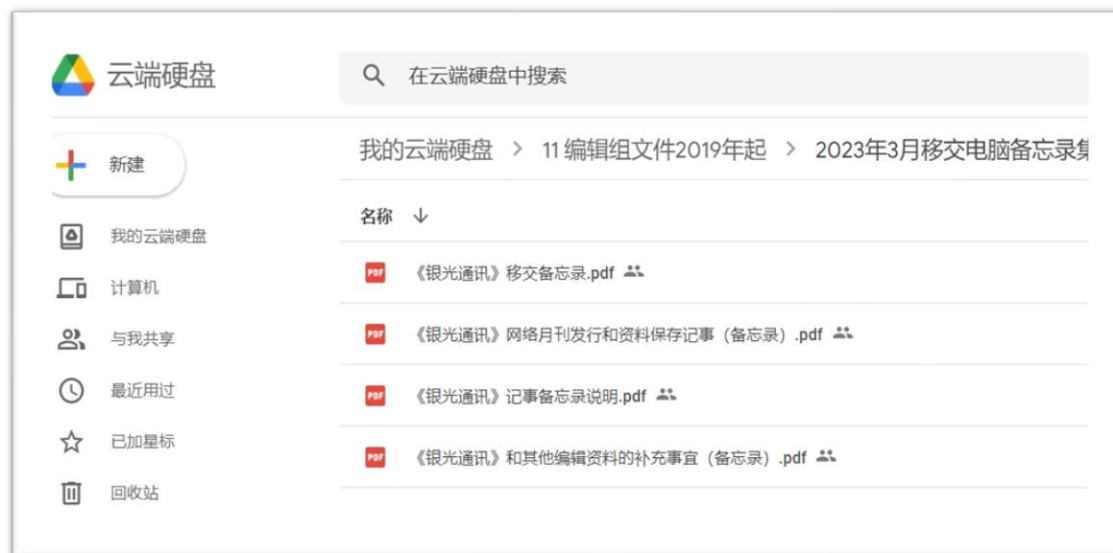 云端硬盘
在云端硬盘中搜索
新建
我的云端硬盘 > 11 编辑组文件2019年起 > 2023年3月移交电脑备忘录集
名称 ↓
我的云端硬盘
PDF 《银光通讯》移交备忘录.pdf
计算机
PDF 《银光通讯》网络月刊发行和资料保存记事（备忘录）.pdf
与我共享
最近用过
PDF 《银光通讯》记事备忘录说明.pdf
已加星标
PDF 《银光通讯》和其他编辑资料的补充事宜（备忘录）.pdf
回收站